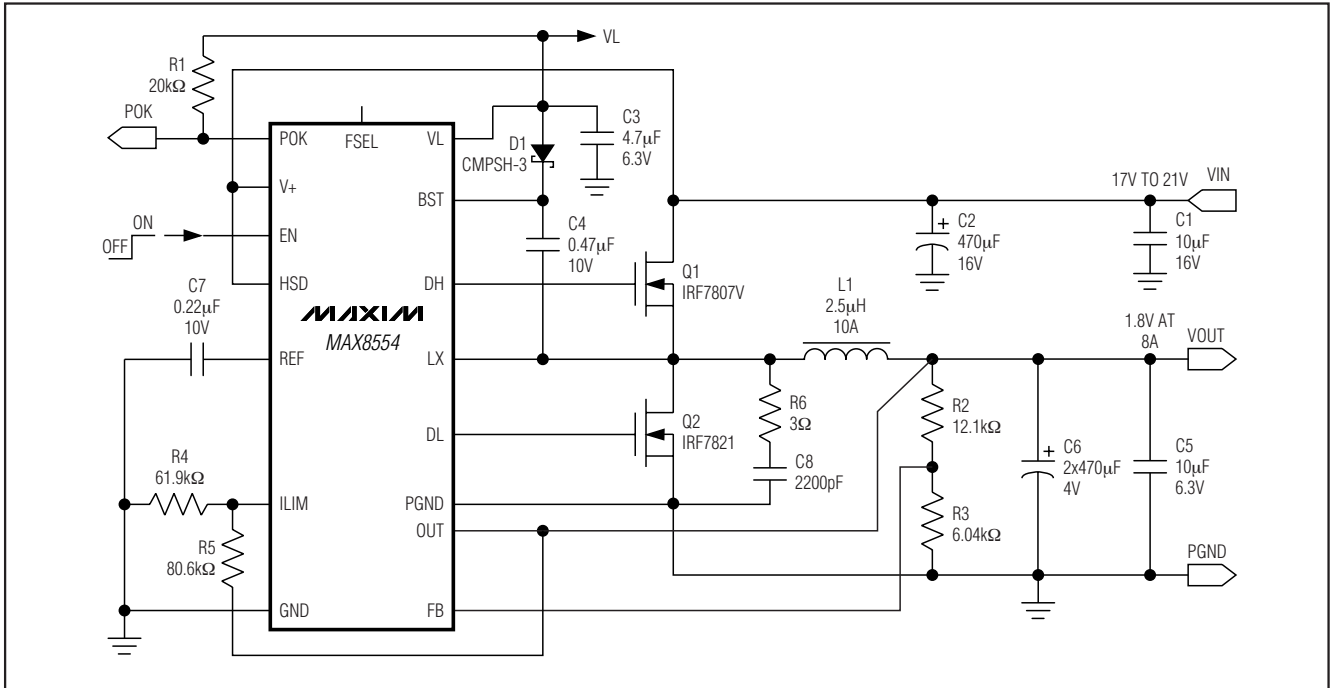 VL
R1
20kΩ
POK
POK
FSEL
VL
D1
CMPSH-3
C3
4.7µF
6.3V
V+
BST
17V TO 21V
VIN
ON
OFF
EN
C4
0.47µF
10V
C2
+
470µF
16V
C1
10µF
16V
HSD
DH
Q1
IRF7807V
C7
0.22µF
10V
MAXIM
MAX8554
L1
2.5µH
10A
1.8V AT
8A
VOUT
REF
LX
R6
3Ω
R2
12.1kΩ
DL
Q2
IRF7821
C8
2200pF
+
C6
2x470µF
4V
C5
10µF
6.3V
R4
61.9kΩ
ILIM
PGND
OUT
R3
6.04kΩ
R5
80.6kΩ
PGND
GND
FB